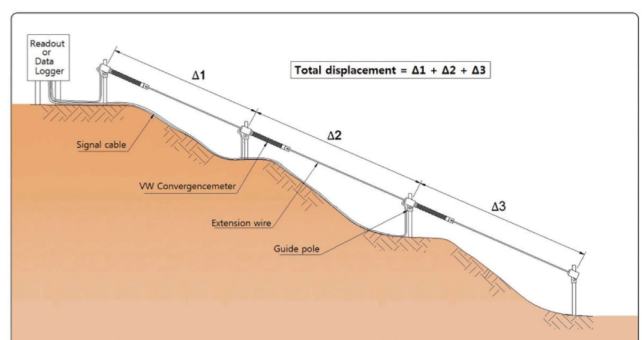 Readout
or
Data
Logger
Δ1
Total displacement = Δ1 + Δ2 + Δ3
Δ2
Signal cable
VW Convergencemeter
Δ3
Extension wire
Guide pole